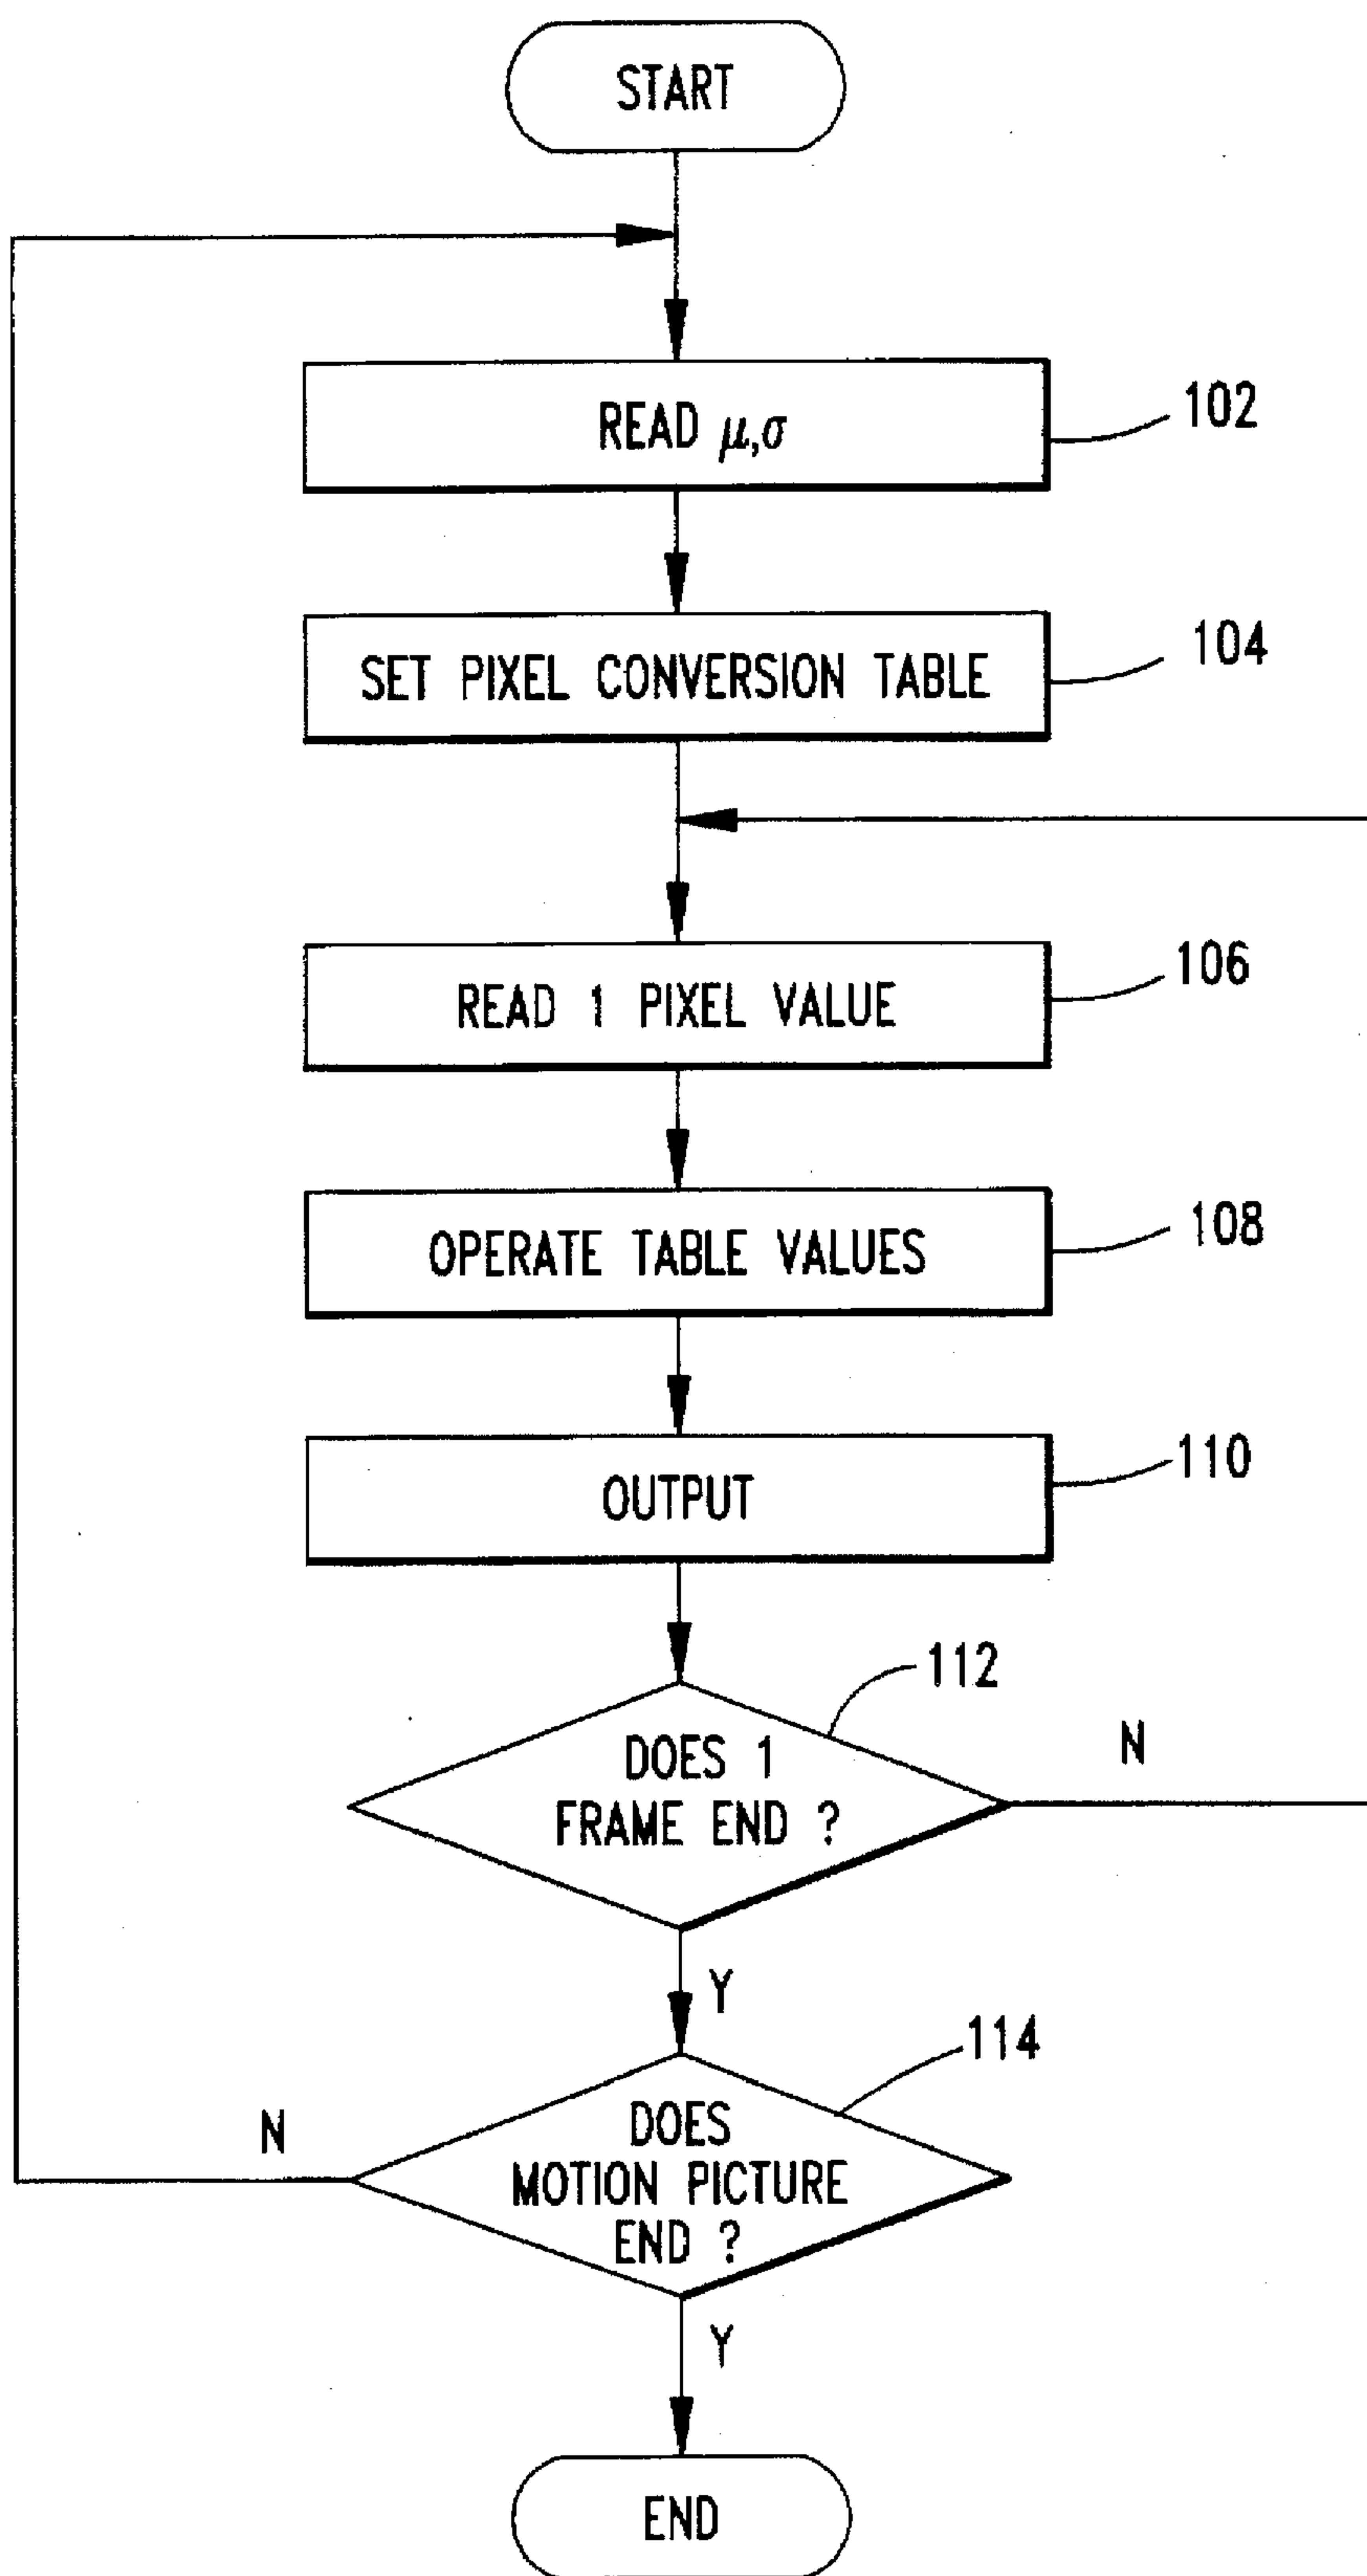 START
READ μ,σ
102
SET PIXEL CONVERSION TABLE
104
READ 1 PIXEL VALUE
106
OPERATE TABLE VALUES
108
OUTPUT
110
112
DOES 1
FRAME END ?
N
Y
114
DOES
MOTION PICTURE
END ?
N
Y
END